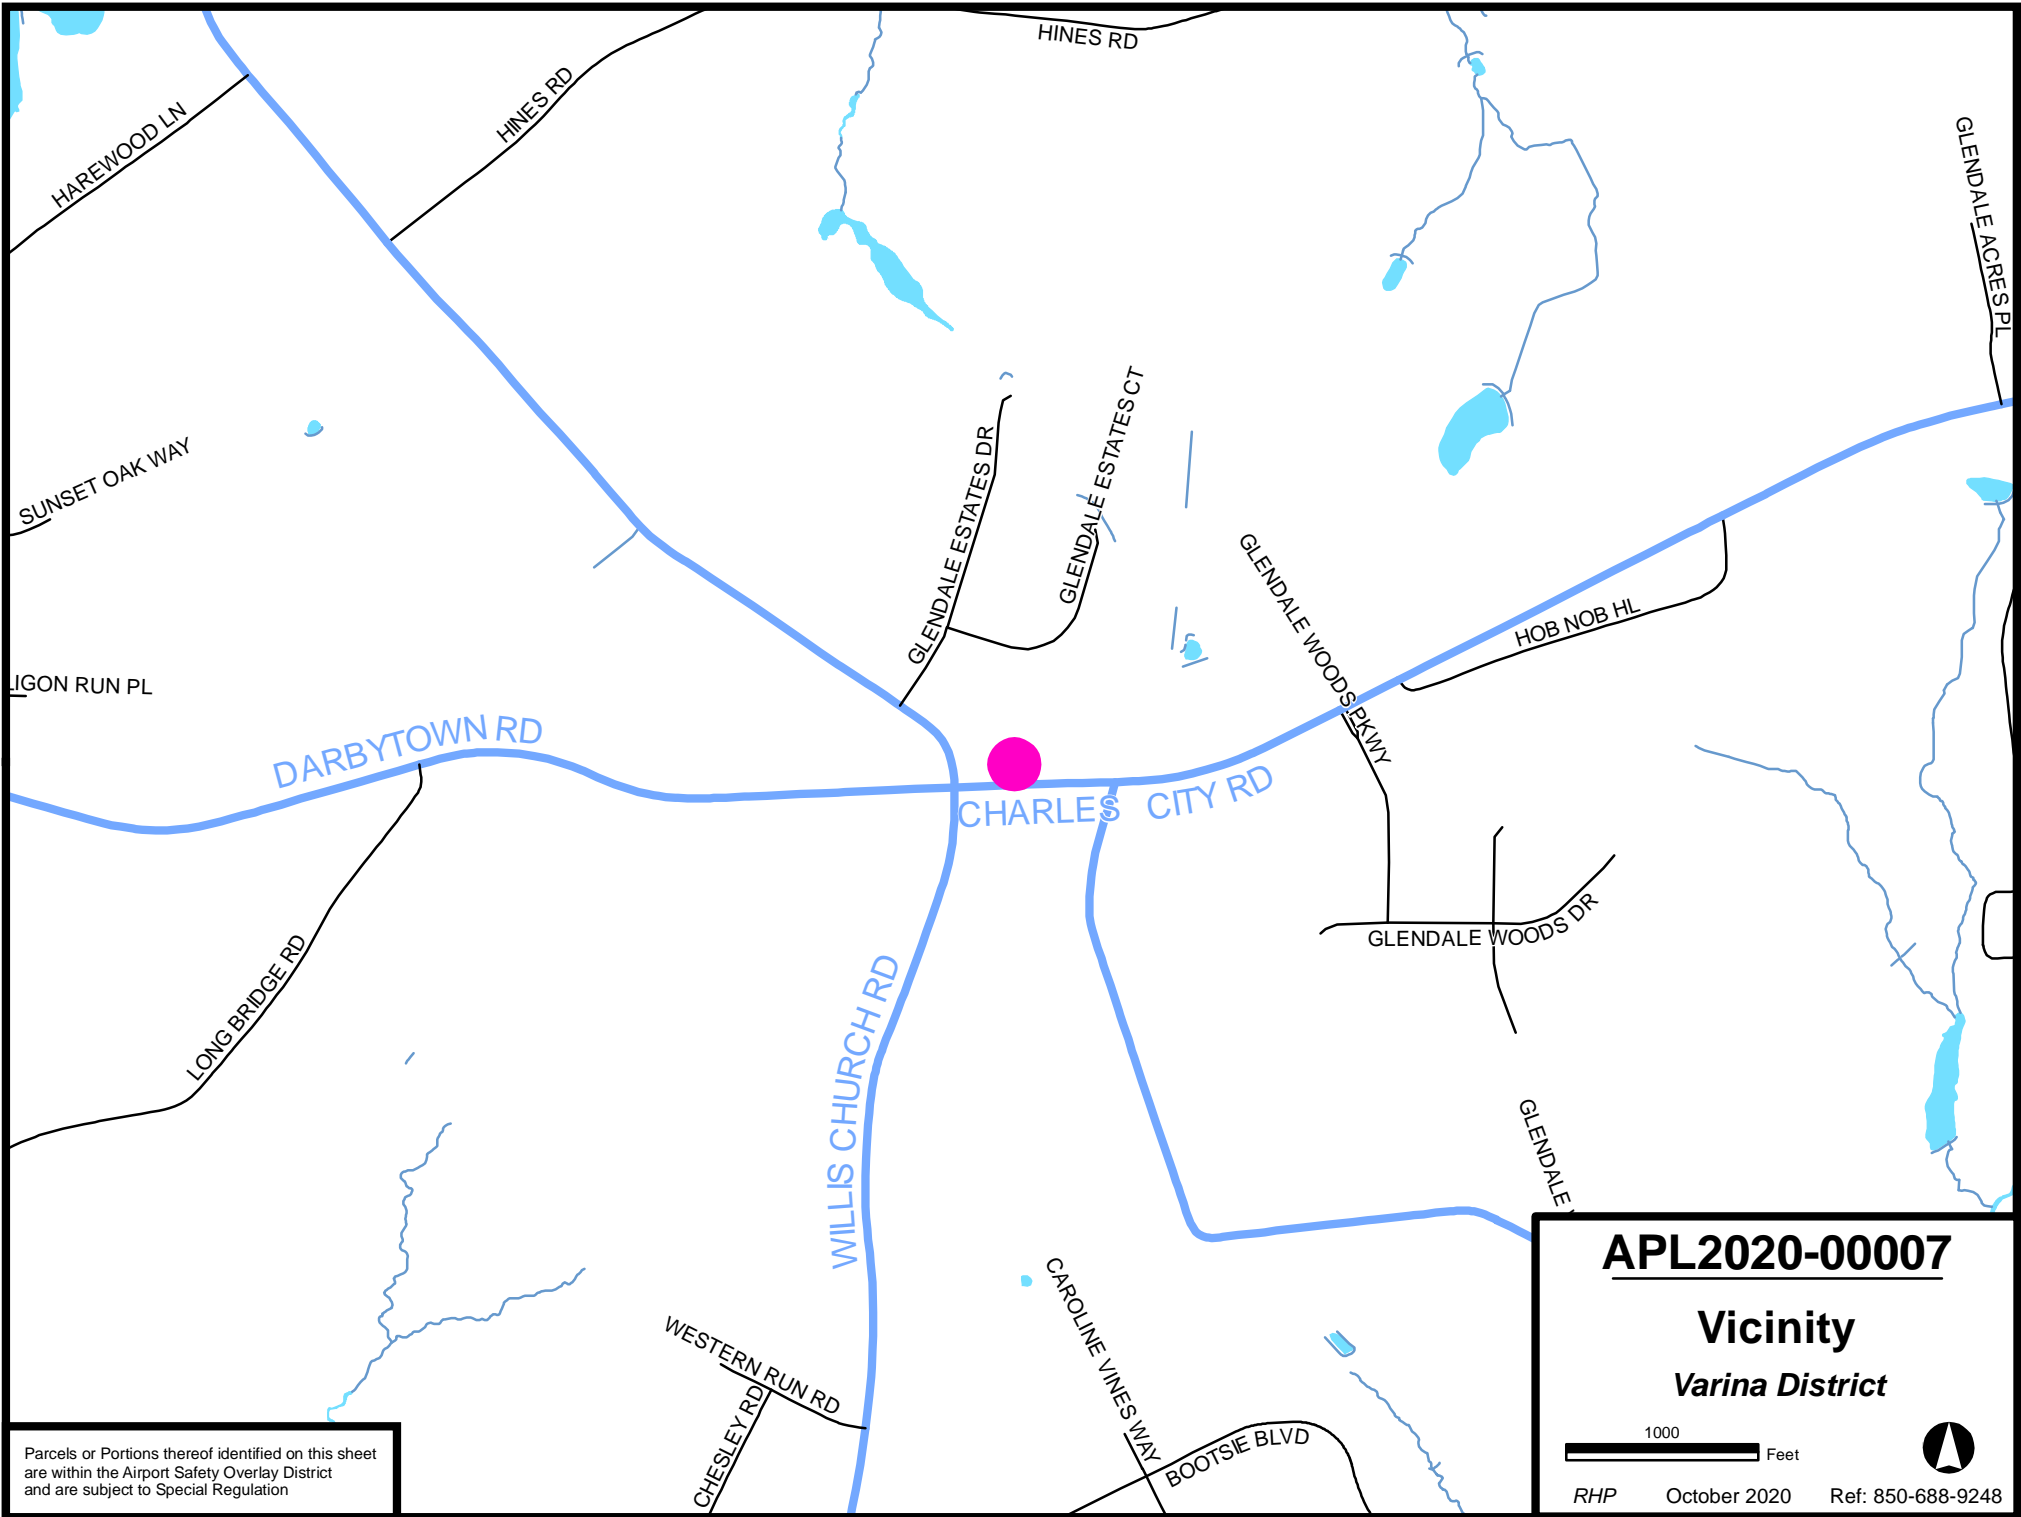 HINES RD
HINES RD
HAREWOOD LN
GLENDALE ACRES PL
GLENDALE ESTATES CT
GLENDALE ESTATES DR
SUNSET OAK WAY
GLENDALE WOODS PKWY
HOB NOB HL
LIGON RUN PL
DARBYTOWN RD
CHARLES CITY RD
GLENDALE WOODS DR
LONG BRIDGE RD
WILLIS CHURCH RD
GLENDALE
CAROLINE VINES WAY
WESTERN RUN RD
CHESLEY RD
BOOTSIE BLVD
Parcels or Portions thereof identified on this sheet
are within the Airport Safety Overlay District
and are subject to Special Regulation
APL2020-00007
Vicinity
Varina District
1000
Feet
RHP October 2020 Ref: 850-688-9248